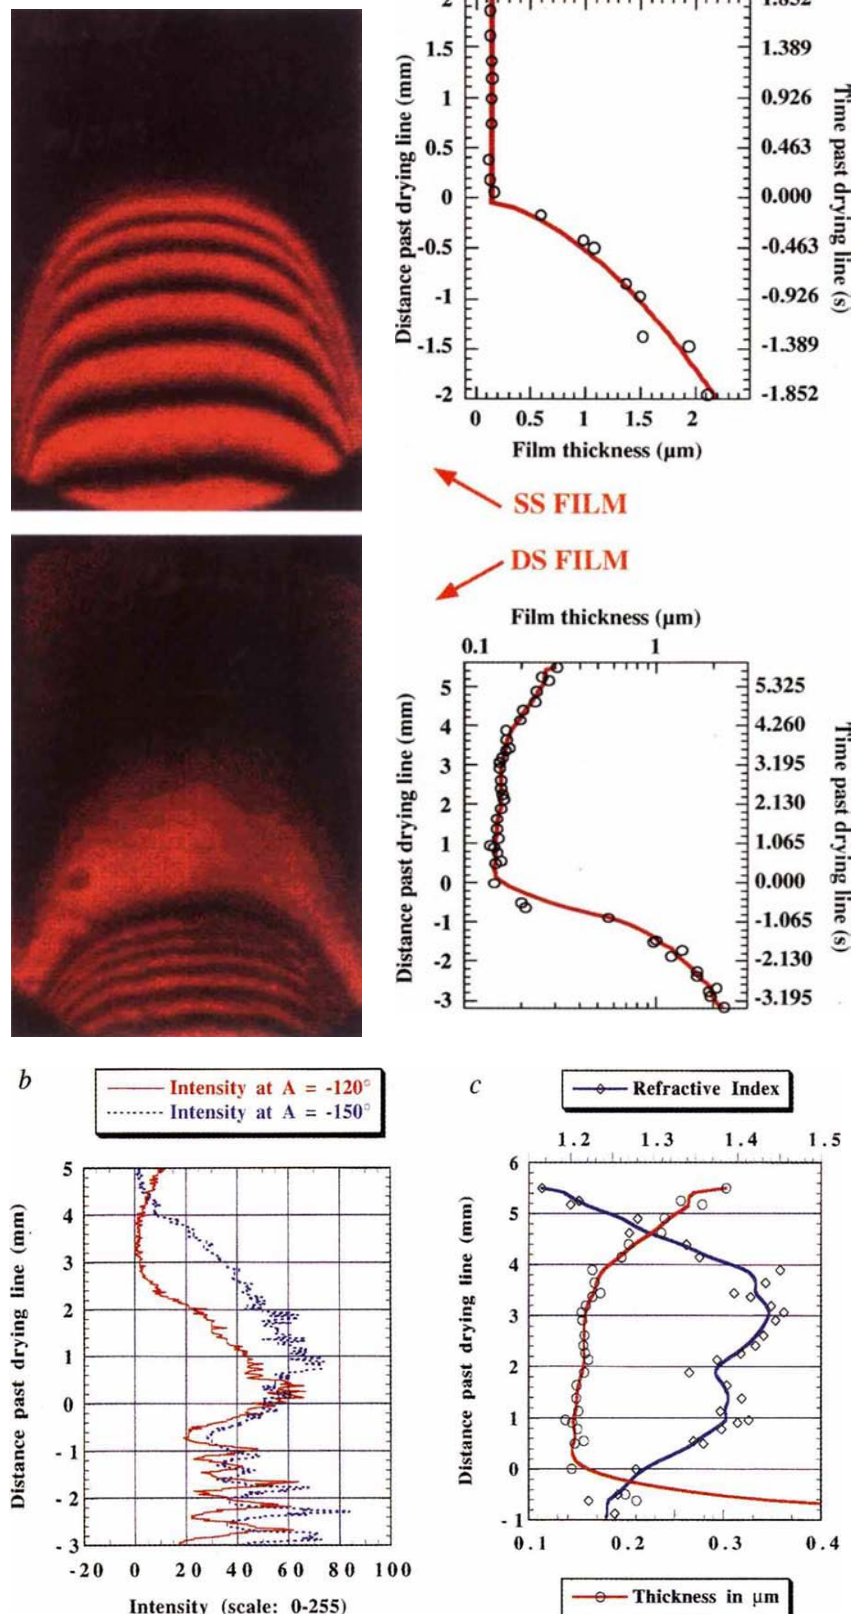 2
1.5
1
0.5
0
-0.5
-1
-1.5
-2
Distance past drying line (mm)
1.852
1.389
0.926
0.463
0.000
-0.463
-0.926
-1.389
-1.852
Time past drying line (s)
0 0.5 1 1.5 2
Film thickness (µm)
SS FILM
DS FILM
Film thickness (µm)
0.1 1
5
4
3
2
1
0
-1
-2
-3
Distance past drying line (mm)
5.325
4.260
3.195
2.130
1.065
0.000
-1.065
-2.130
-3.195
Time past drying line (s)
b
Intensity at A = -120°
Intensity at A = -150°
5
4
3
2
1
0
-1
-2
-3
Distance past drying line (mm)
-20 0 20 40 60 80 100
Intensity (scale: 0-255)
c
Refractive Index
1.2 1.3 1.4 1.5
6
5
4
3
2
1
0
-1
Distance past drying line (mm)
0.1 0.2 0.3 0.4
Thickness in µm